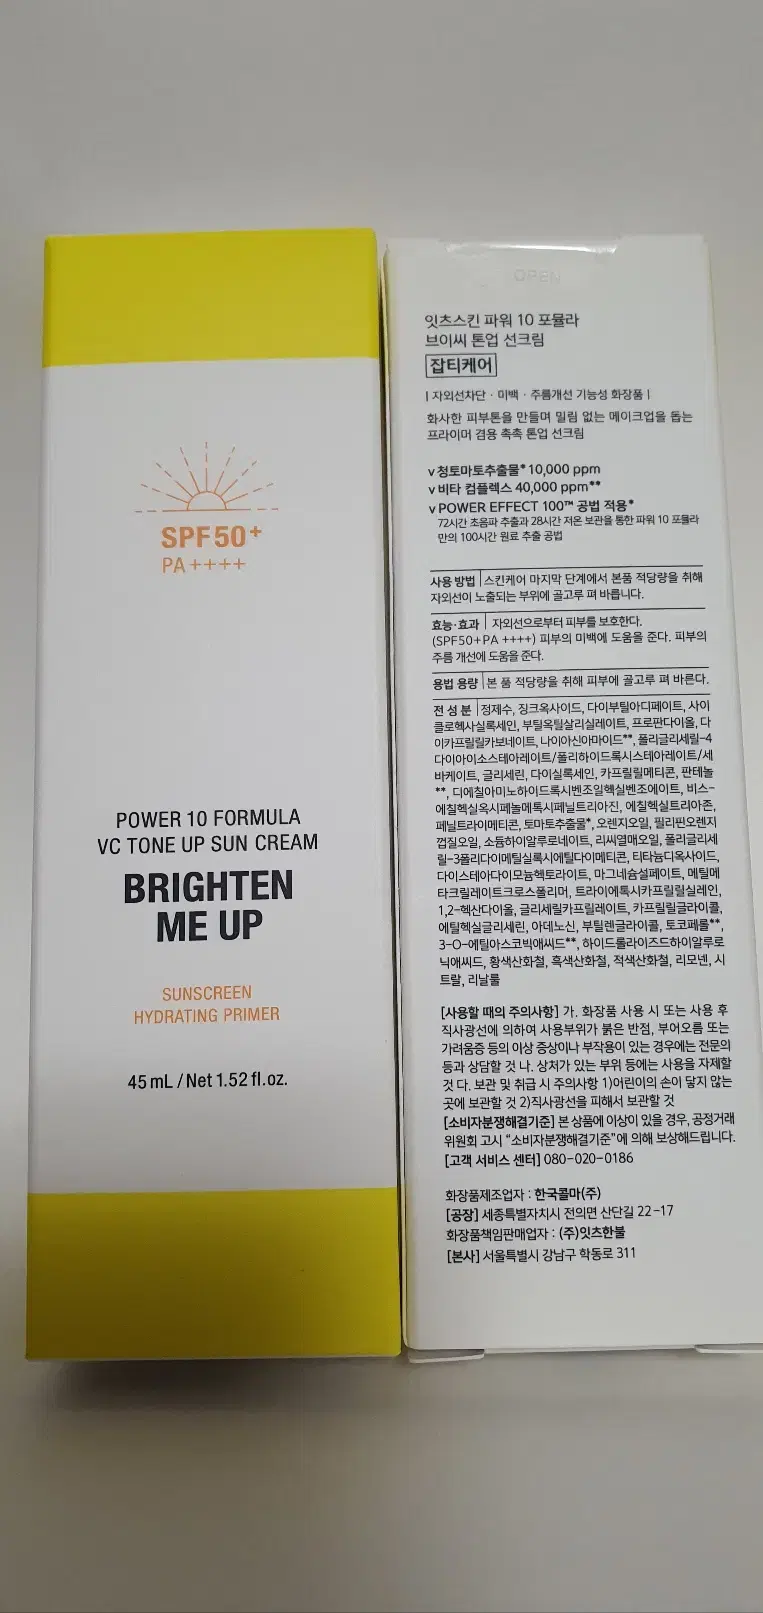 SPF50+
PA++++
POWER 10 FORMULA
VC TONE UP SUN CREAM
BRIGHTEN
ME UP
SUNSCREEN
HYDRATING PRIMER
45 mL / Net 1.52 fl.oz.
OPEN
잇츠스킨 파워 10 포뮬라
브이씨 톤업 선크림
잡티케어
| 자외선차단 · 미백 · 주름개선 기능성 화장품 |
화사한 피부톤을 만들며 밀림 없는 메이크업을 돕는
프라이머 겸용 촉촉 톤업 선크림
v 청토마토추출물* 10,000 ppm
v 비타 컴플렉스 40,000 ppm**
v POWER EFFECT 100™ 공법 적용*
72시간 초음파 추출과 28시간 저온 보관을 통한 파워 10 포뮬라
만의 100시간 원료 추출 공법
사용 방법 | 스킨케어 마지막 단계에서 본품 적당량을 취해
자외선이 노출되는 부위에 골고루 펴 바릅니다.
효능·효과 | 자외선으로부터 피부를 보호한다.
(SPF50+PA ++++) 피부의 미백에 도움을 준다. 피부의
주름 개선에 도움을 준다.
용법 용량 | 본 품 적당량을 취해 피부에 골고루 펴 바른다.
전 성 분 | 정제수, 징크옥사이드, 다이부틸아디페이트, 사이
클로헥사실록세인, 부틸옥틸살리실레이트, 프로판다이올, 다
이카프릴릴카보네이트, 나이아신아마이드**, 폴리글리세릴-4
다이아이소스테아레이트/폴리하이드록시스테아레이트/세
바케이트, 글리세린, 다이실록세인, 카프릴릴메티콘, 판테놀
**, 디에칠아미노하이드록시벤조일헥실벤조에이트, 비스-
에칠헥실옥시페놀메톡시페닐트리아진, 에칠헥실트리아존,
페닐트라이메티콘, 토마토추출물*, 오렌지오일, 필리핀오렌지
껍질오일, 소듐하이알루로네이트, 리씨열매오일, 폴리글리세
릴-3폴리다이메틸실록시에틸다이메티콘, 티타늄디옥사이드,
다이스테아다이모늄헥토라이트, 마그네슘설페이트, 메틸메
타크릴레이트크로스폴리머, 트라이에톡시카프릴릴실레인,
1,2-헥산다이올, 글리세릴카프릴레이트, 카프릴릴글라이콜,
에틸헥실글리세린, 아데노신, 부틸렌글라이콜, 토코페롤**,
3-O-에틸아스코빅애씨드**, 하이드롤라이즈드하이알루로
닉애씨드, 황색산화철, 흑색산화철, 적색산화철, 리모넨, 시
트랄, 리날룰
[사용할 때의 주의사항] 가. 화장품 사용 시 또는 사용 후
직사광선에 의하여 사용부위가 붉은 반점, 부어오름 또는
가려움증 등의 이상 증상이나 부작용이 있는 경우에는 전문의
등과 상담할 것 나. 상처가 있는 부위 등에는 사용을 자제할
것 다. 보관 및 취급 시 주의사항 1)어린이의 손이 닿지 않는
곳에 보관할 것 2)직사광선을 피해서 보관할 것
[소비자분쟁해결기준] 본 상품에 이상이 있을 경우, 공정거래
위원회 고시 "소비자분쟁해결기준"에 의해 보상해드립니다.
[고객 서비스 센터] 080-020-0186
화장품제조업자 : 한국콜마(주)
[공장] 세종특별자치시 전의면 산단길 22-17
화장품책임판매업자 : (주)잇츠한불
[본사] 서울특별시 강남구 학동로 311